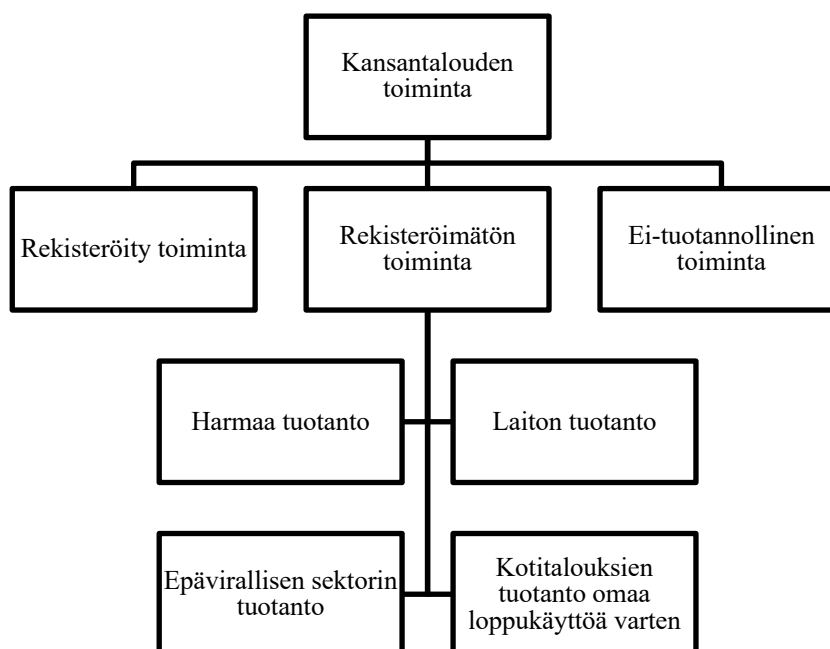 Kansantalouden
toiminta
Rekisteröity toiminta
Rekisteröimätön
toiminta
Ei-tuotannollinen
toiminta
Harmaa tuotanto
Laiton tuotanto
Epävirallisen sektorin
tuotanto
Kotitalouksien
tuotanto omaa
loppukäyttöä varten